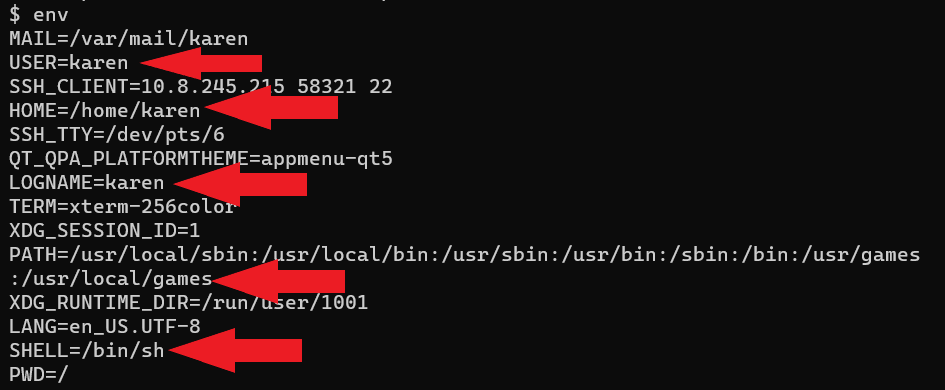 $ env
MAIL=/var/mail/karen
USER=karen
SSH_CLIENT=10.8.245.215 58321 22
HOME=/home/karen
SSH_TTY=/dev/pts/6
QT_QPA_PLATFORMTHEME=appmenu-qt5
LOGNAME=karen
TERM=xterm-256color
XDG_SESSION_ID=1
PATH=/usr/local/sbin:/usr/local/bin:/usr/sbin:/usr/bin:/sbin:/bin:/usr/games
:/usr/local/games
XDG_RUNTIME_DIR=/run/user/1001
LANG=en_US.UTF-8
SHELL=/bin/sh
PWD=/